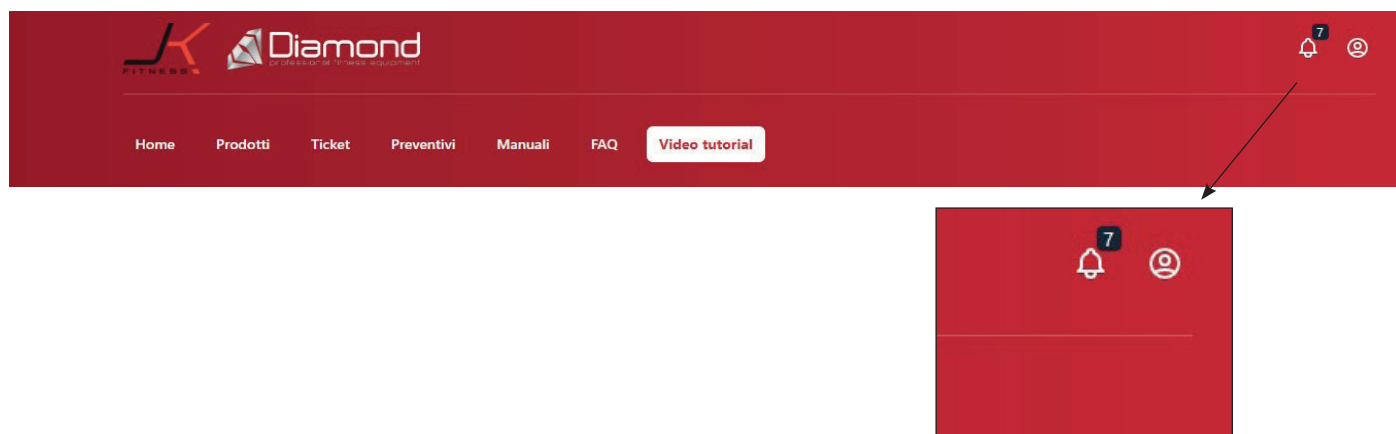 JK
FITNESS
Diamond
professional fitness equipment
7
Home Prodotti Ticket Preventivi Manuali FAQ Video tutorial
7